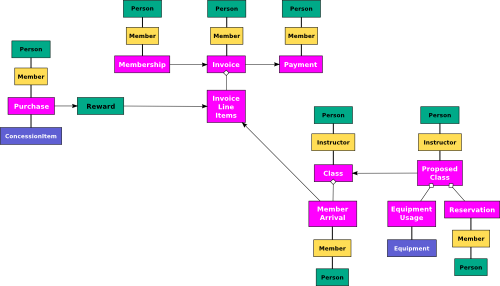 Person
Person
Person
Member
Member
Member
Person
Member
Membership
Invoice
Payment
Purchase
Reward
Invoice
Line
Items
ConcessionItem
Person
Person
Instructor
Instructor
Class
Proposed
Class
Member
Arrival
Equipment
Usage
Reservation
Member
Equipment
Member
Person
Person